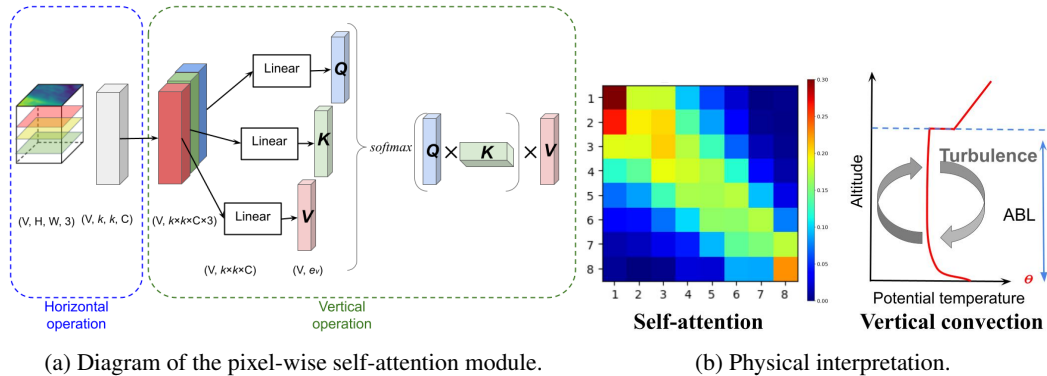 Linear
Q
Linear
K
Linear
V
softmax
Q × K × V
(V, H, W, 3)
(V, k, k, C)
(V, k×k×C×3)
(V, k×k×C)
(V, ev)
Horizontal
operation
Vertical
operation
(a) Diagram of the pixel-wise self-attention module.
1
2
3
4
5
6
7
8
1 2 3 4 5 6 7 8
0.30
0.25
0.20
0.15
0.10
0.05
0.00
Self-attention
Altitude
Turbulence
ABL
θ
Potential temperature
Vertical convection
(b) Physical interpretation.